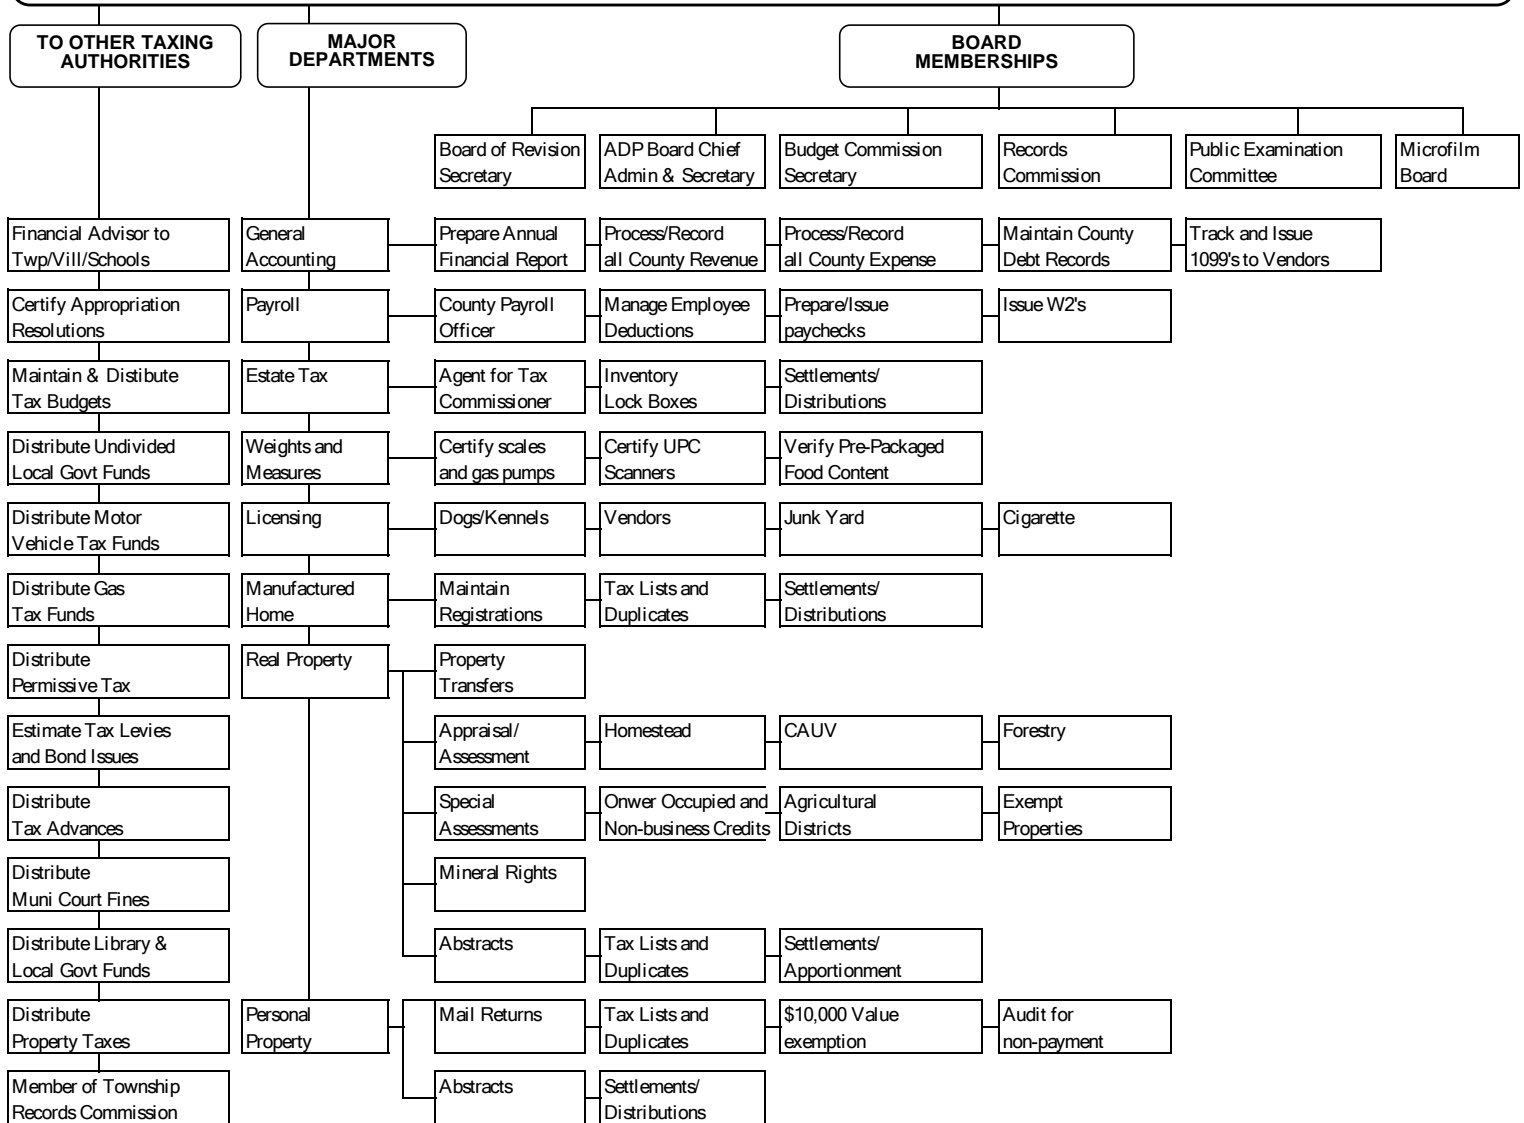 TO OTHER TAXING
AUTHORITIES
MAJOR
DEPARTMENTS
BOARD
MEMBERSHIPS
Board of Revision
Secretary
ADP Board Chief
Admin & Secretary
Budget Commission
Secretary
Records
Commission
Public Examination
Committee
Microfilm
Board
Financial Advisor to
Twp/Vill/Schools
General
Accounting
Prepare Annual
Financial Report
Process/Record
all County Revenue
Process/Record
all County Expense
Maintain County
Debt Records
Track and Issue
1099's to Vendors
Certify Appropriation
Resolutions
Payroll
County Payroll
Officer
Manage Employee
Deductions
Prepare/Issue
paychecks
Issue W2's
Maintain & Distibute
Tax Budgets
Estate Tax
Agent for Tax
Commissioner
Inventory
Lock Boxes
Settlements/
Distributions
Distribute Undivided
Local Govt Funds
Weights and
Measures
Certify scales
and gas pumps
Certify UPC
Scanners
Verify Pre-Packaged
Food Content
Distribute Motor
Vehicle Tax Funds
Licensing
Dogs/Kennels
Vendors
Junk Yard
Cigarette
Distribute Gas
Tax Funds
Manufactured
Home
Maintain
Registrations
Tax Lists and
Duplicates
Settlements/
Distributions
Distribute
Permissive Tax
Real Property
Property
Transfers
Estimate Tax Levies
and Bond Issues
Appraisal/
Assessment
Homestead
CAUV
Forestry
Distribute
Tax Advances
Special
Assessments
Onwer Occupied and
Non-business Credits
Agricultural
Districts
Exempt
Properties
Distribute
Muni Court Fines
Mineral Rights
Distribute Library &
Local Govt Funds
Abstracts
Tax Lists and
Duplicates
Settlements/
Apportionment
Distribute
Property Taxes
Personal
Property
Mail Returns
Tax Lists and
Duplicates
$10,000 Value
exemption
Audit for
non-payment
Member of Township
Records Commission
Abstracts
Settlements/
Distributions